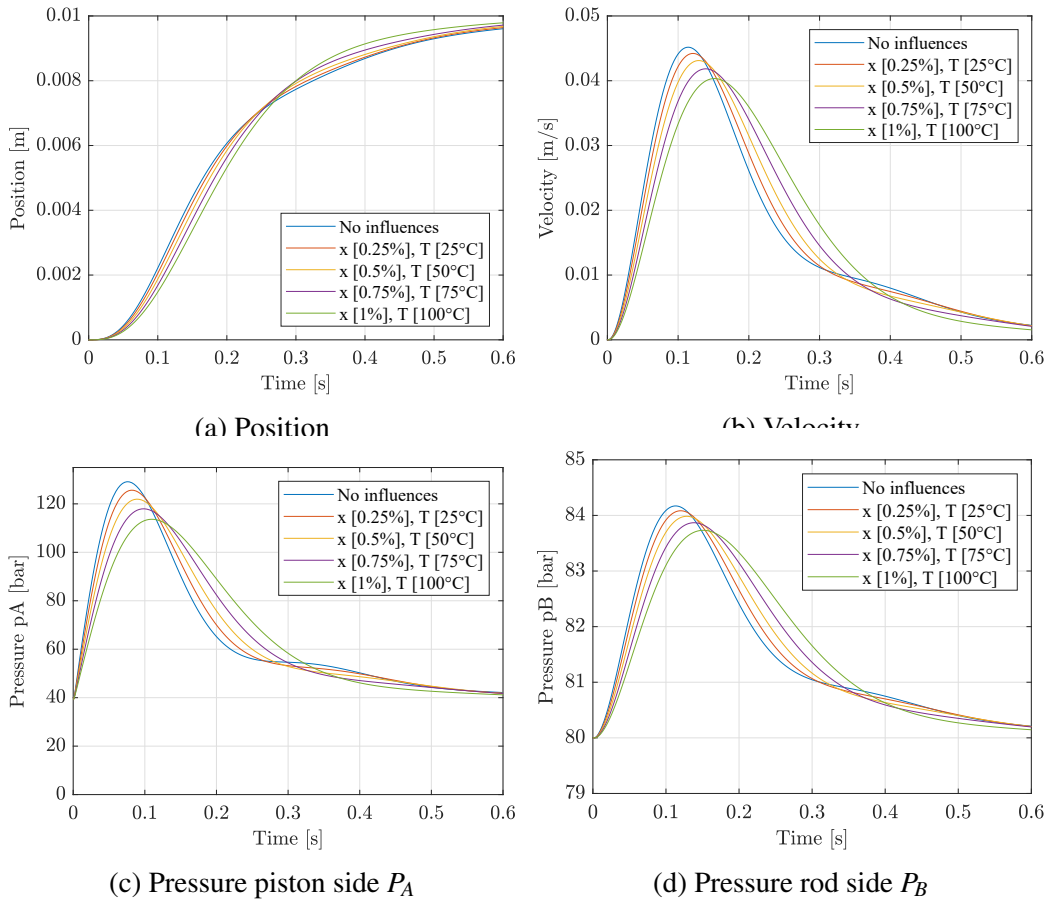 0.01
0.008
0.006
0.004
0.002
0
Position [m]
No influences
x [0.25%], T [25°C]
x [0.5%], T [50°C]
x [0.75%], T [75°C]
x [1%], T [100°C]
0 0.1 0.2 0.3 0.4 0.5 0.6
Time [s]
(a) Position
0.05
0.04
0.03
0.02
0.01
0
Velocity [m/s]
No influences
x [0.25%], T [25°C]
x [0.5%], T [50°C]
x [0.75%], T [75°C]
x [1%], T [100°C]
0 0.1 0.2 0.3 0.4 0.5 0.6
Time [s]
(b) Velocity
120
100
80
60
40
20
0
Pressure pA [bar]
No influences
x [0.25%], T [25°C]
x [0.5%], T [50°C]
x [0.75%], T [75°C]
x [1%], T [100°C]
0 0.1 0.2 0.3 0.4 0.5 0.6
Time [s]
(c) Pressure piston side P_A
85
84
83
82
81
80
79
Pressure pB [bar]
No influences
x [0.25%], T [25°C]
x [0.5%], T [50°C]
x [0.75%], T [75°C]
x [1%], T [100°C]
0 0.1 0.2 0.3 0.4 0.5 0.6
Time [s]
(d) Pressure rod side P_B